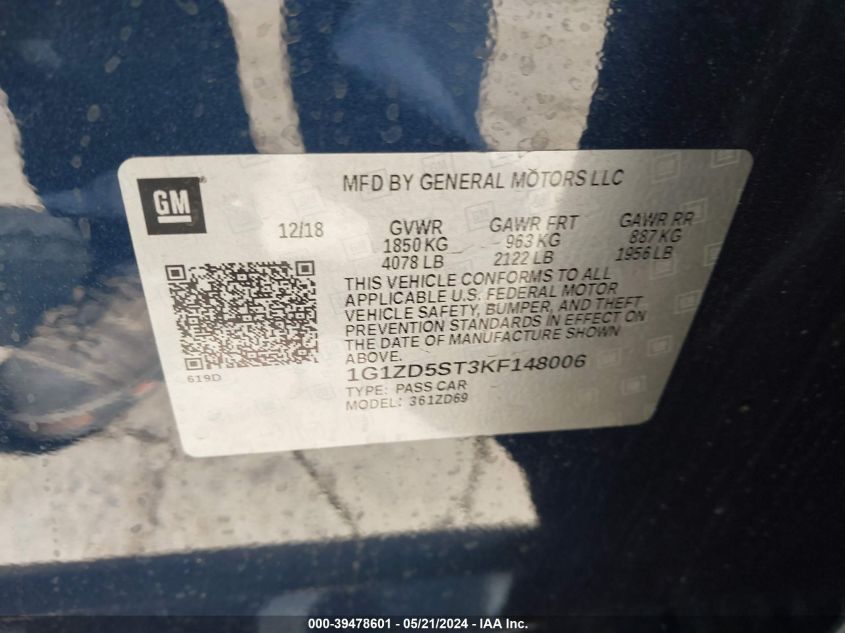 GM
MFD BY GENERAL MOTORS LLC
12/18 GVWR GAWR FRT GAWR RR
1850 KG 963 KG 887 KG
4078 LB 2122 LB 1956 LB
THIS VEHICLE CONFORMS TO ALL
APPLICABLE U.S. FEDERAL MOTOR
VEHICLE SAFETY, BUMPER, AND THEFT
PREVENTION STANDARDS IN EFFECT ON
THE DATE OF MANUFACTURE SHOWN
ABOVE.
619D
1G1ZD5ST3KF148006
TYPE: PASS CAR
MODEL: 361ZD69
000-39478601 - 05/21/2024 - Copyright © 2024 IAA, Inc.